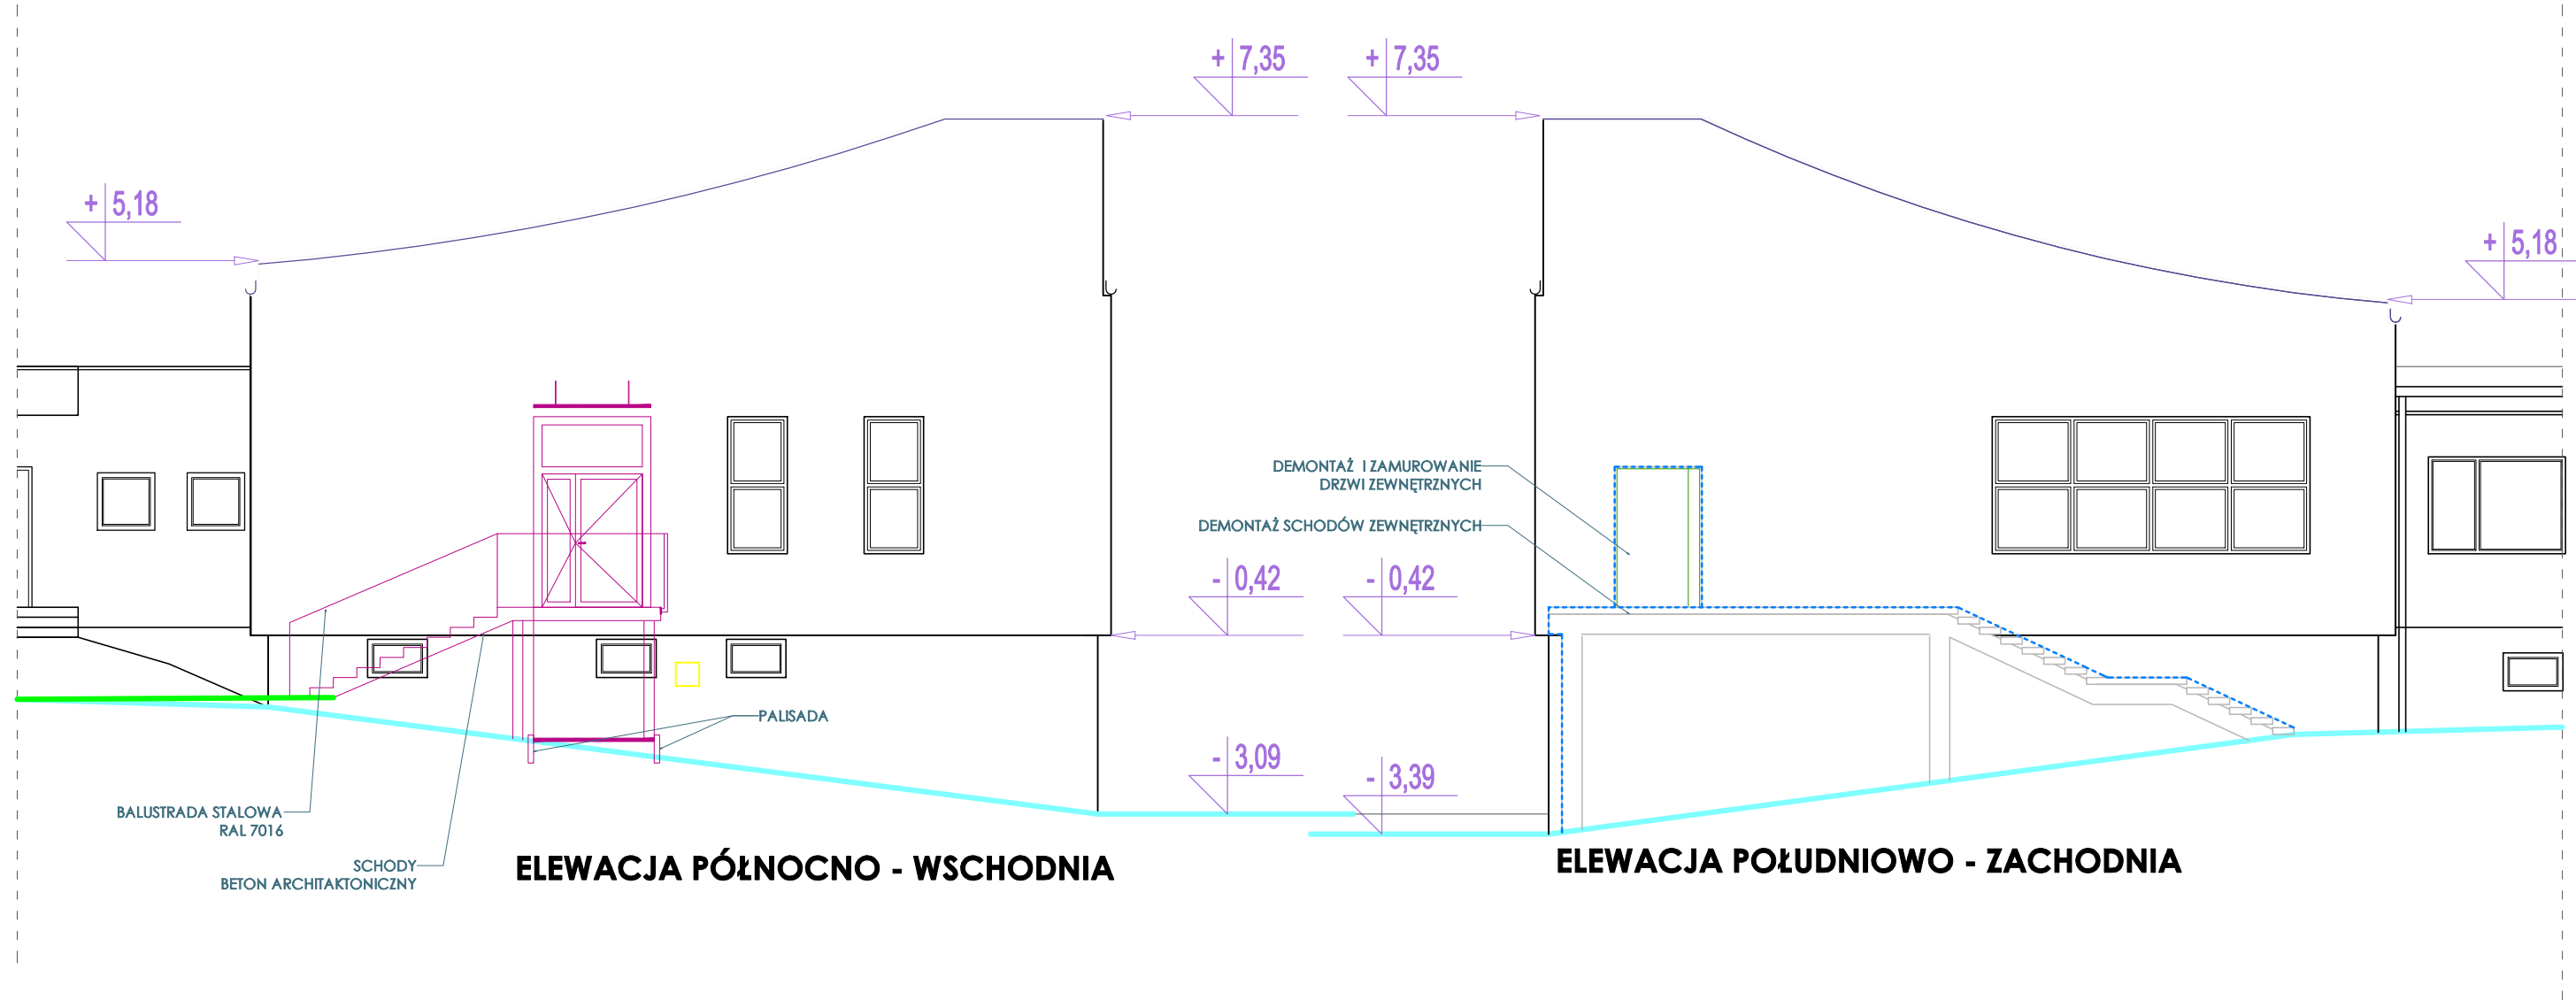 + 7,35
+ 7,35
+ 5,18
+ 5,18
DEMONTAŻ I ZAMUROWANIE
DRZWI ZEWNĘTRZNYCH
DEMONTAŻ SCHODÓW ZEWNĘTRZNYCH
- 0,42
- 0,42
PALISADA
- 3,09
- 3,39
BALUSTRADA STALOWA
RAL 7016
SCHODY
BETON ARCHITAKTONICZNY
ELEWACJA PÓŁNOCNO - WSCHODNIA
ELEWACJA POŁUDNIOWO - ZACHODNIA